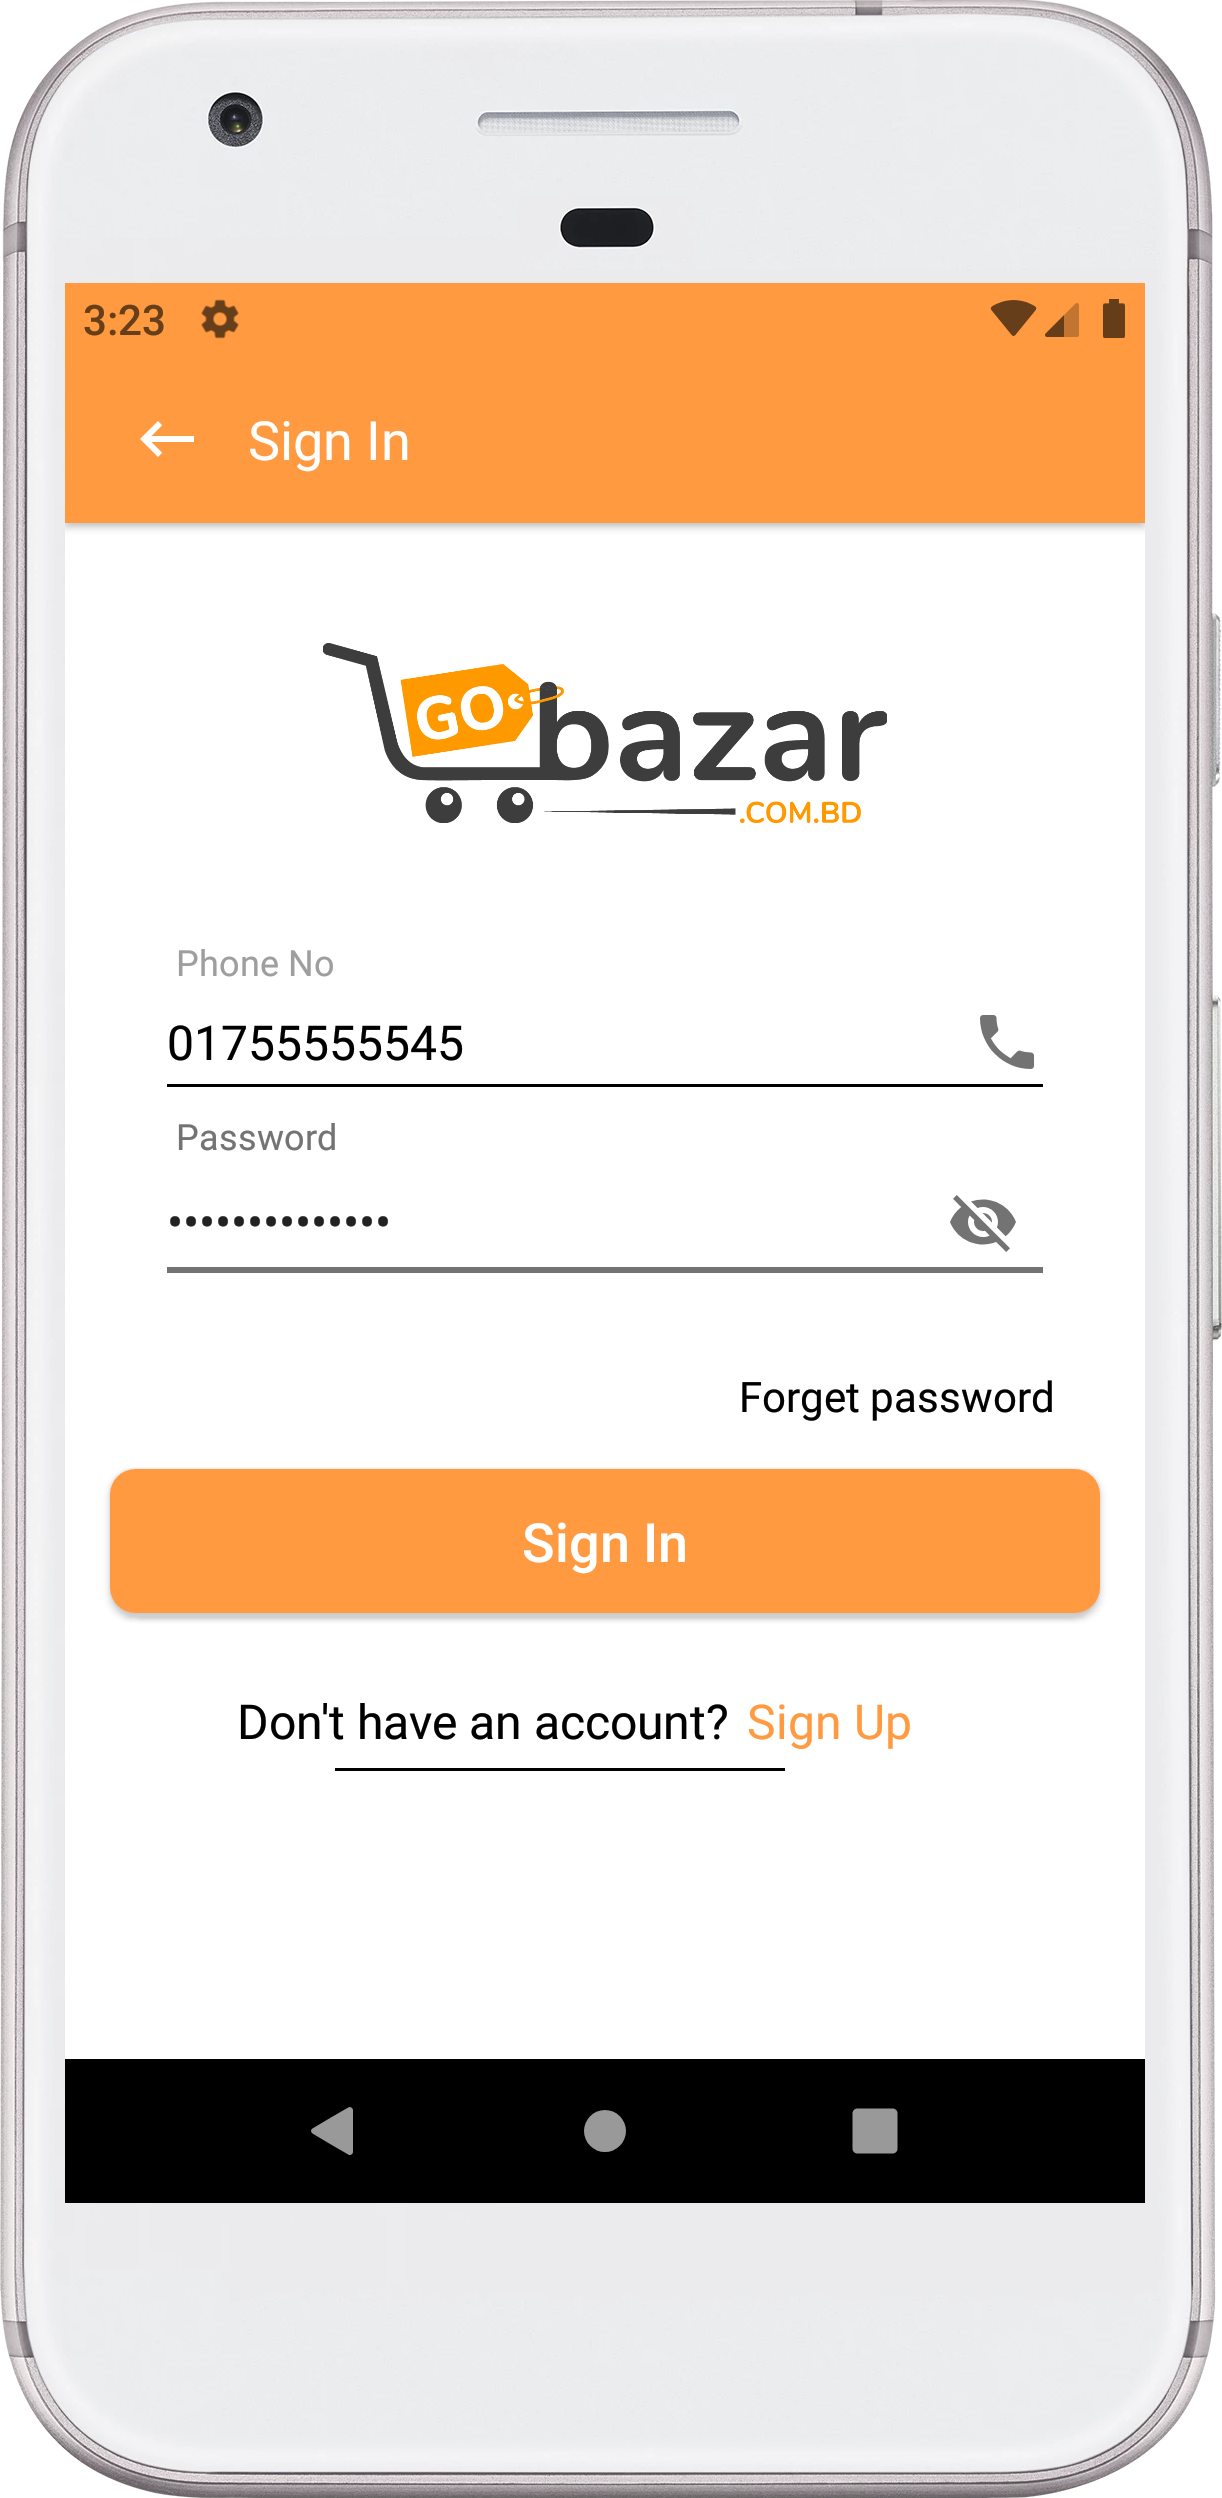 3:23
Sign In
GO bazar
.COM.BD
Phone No
01755555545
Password
••••••••••••••
Forget password
Sign In
Don't have an account? Sign Up